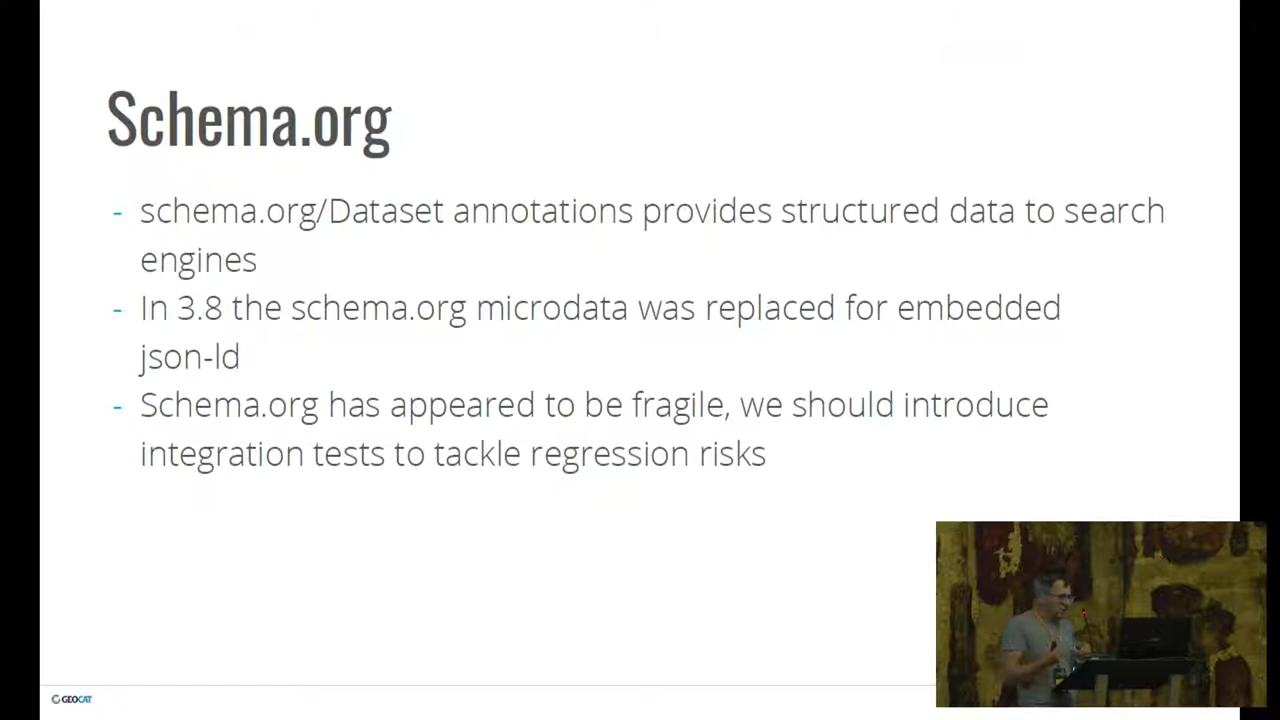 Schema.org
- schema.org/Dataset annotations provides structured data to search
engines
- In 3.8 the schema.org microdata was replaced for embedded
json-ld
- Schema.org has appeared to be fragile, we should introduce
integration tests to tackle regression risks
GEOCAT